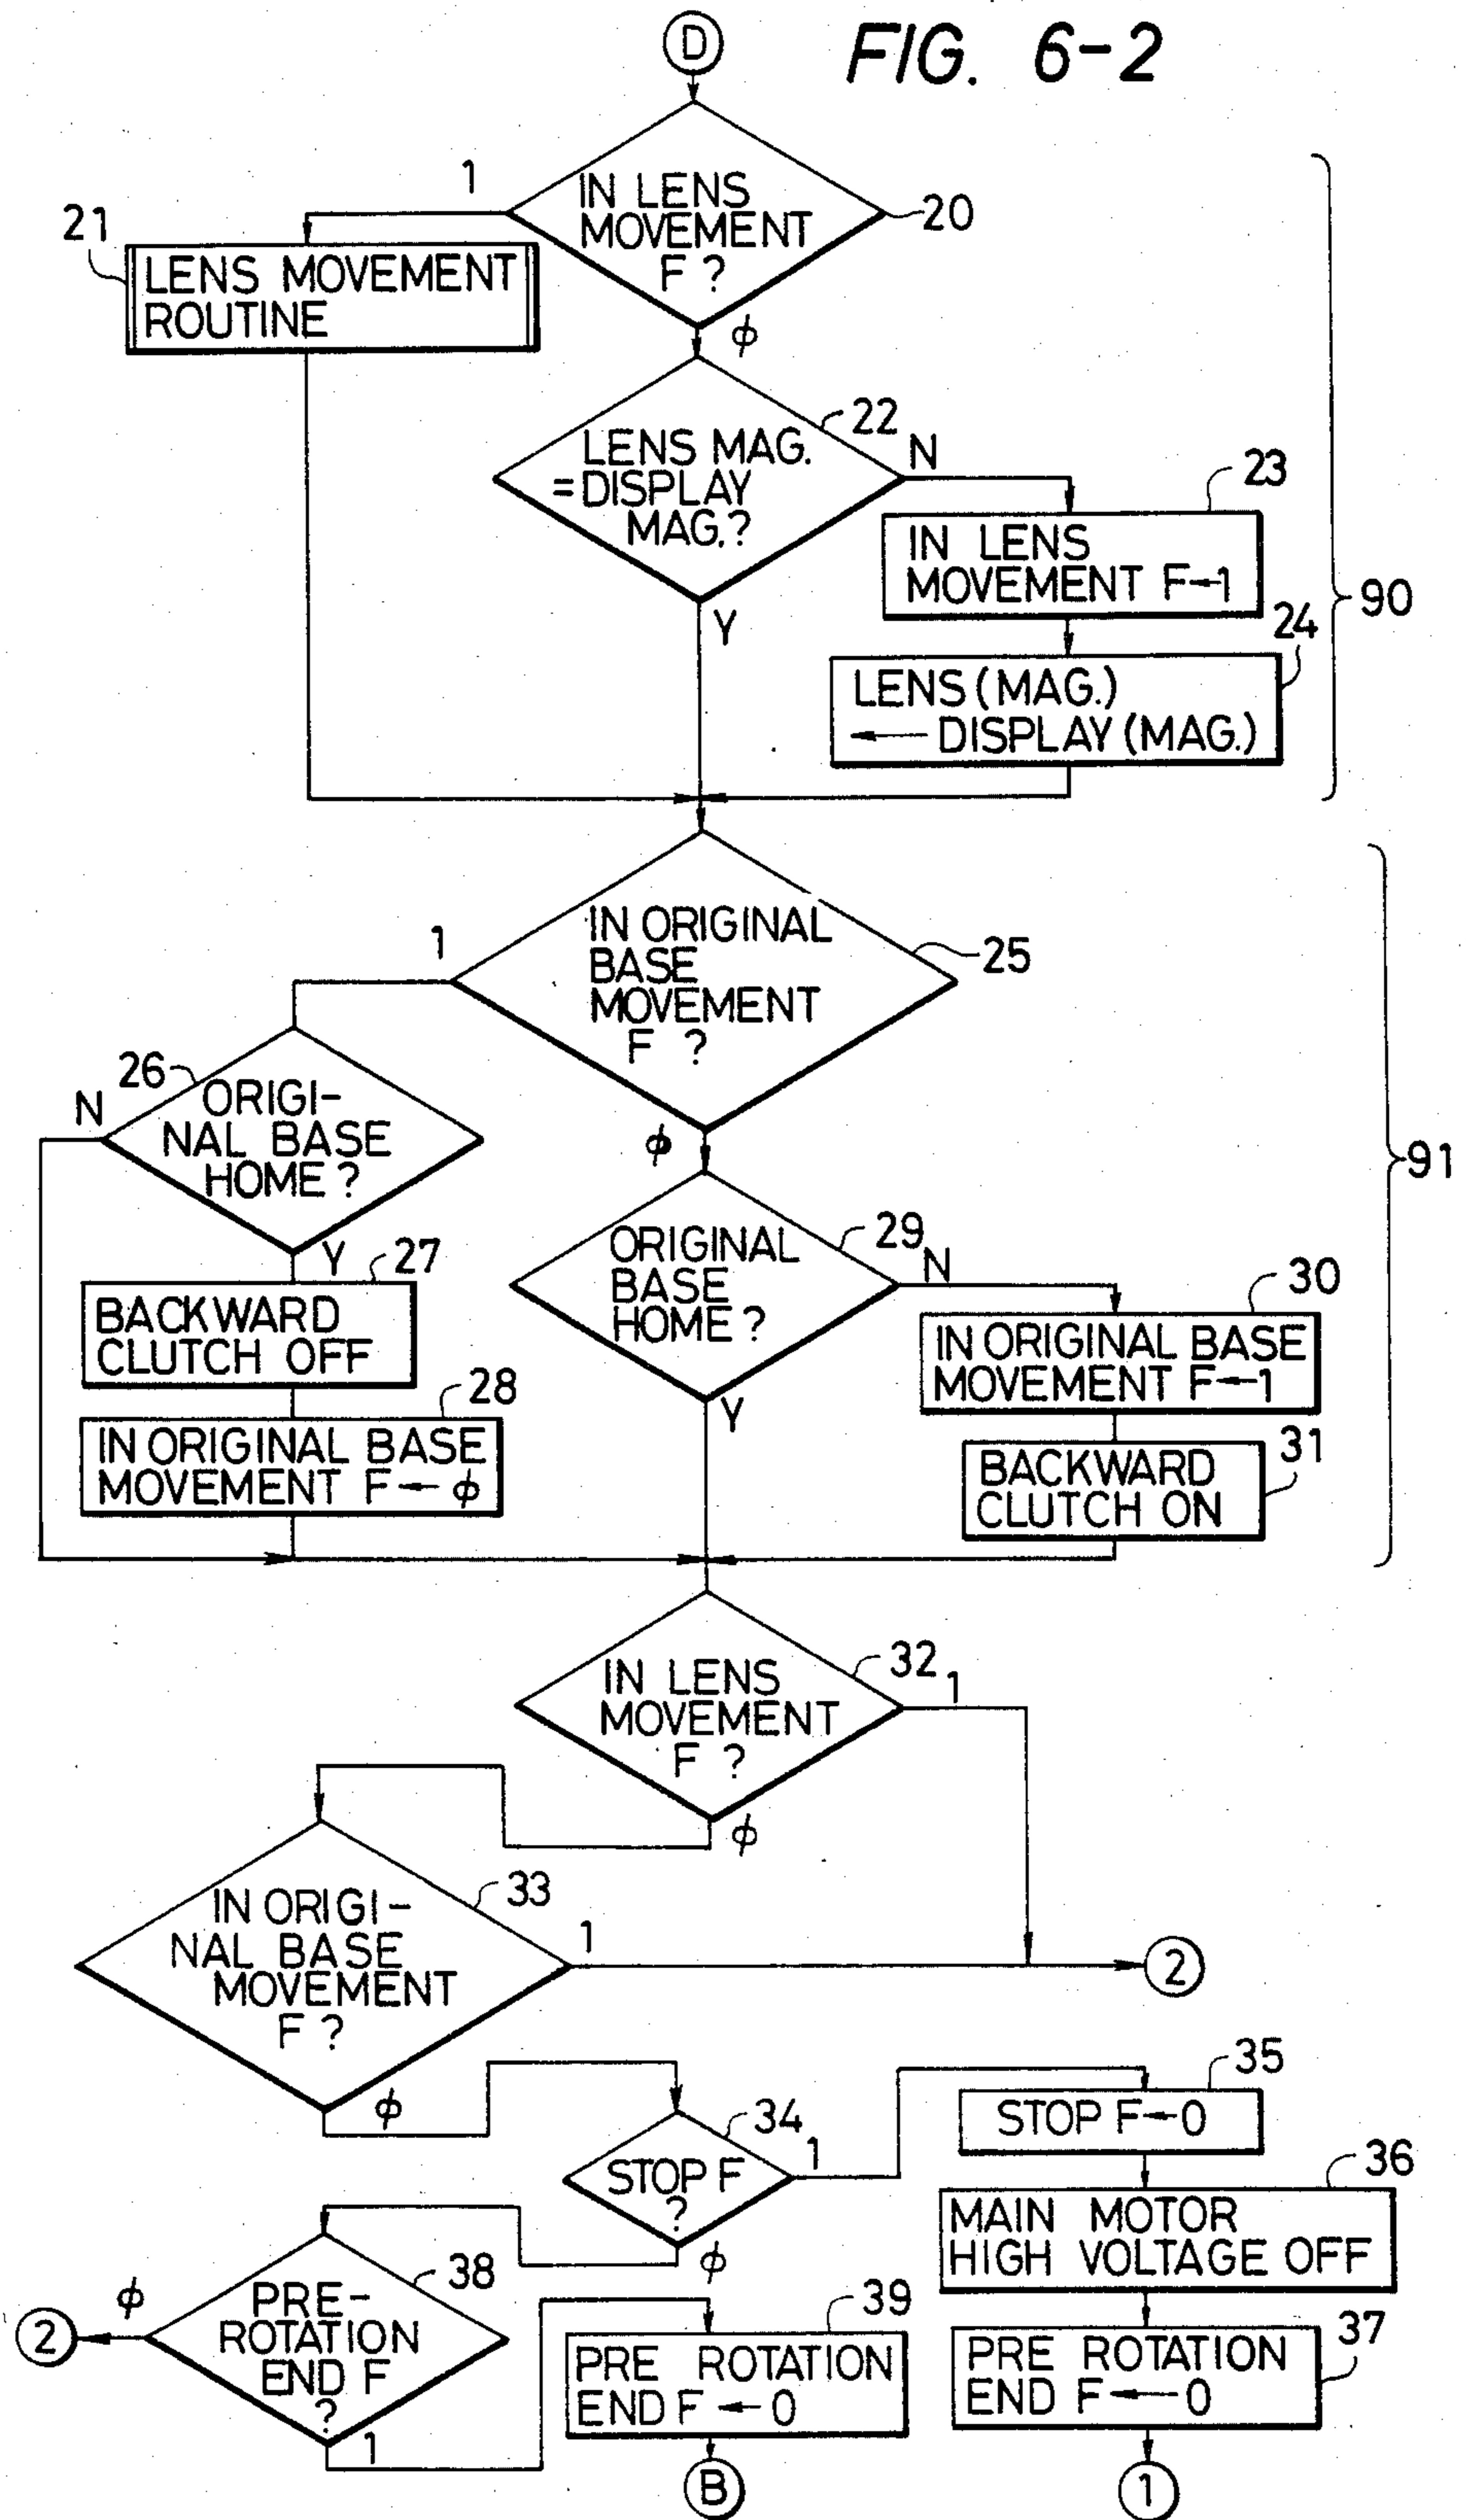 D
FIG. 6-2
1
IN LENS
MOVEMENT
F ?
20
21
LENS MOVEMENT
ROUTINE
ϕ
22
LENS MAG.
=DISPLAY
MAG.?
N
23
IN LENS
MOVEMENT F←1
Y
24
90
LENS (MAG.)
← DISPLAY (MAG.)
1
IN ORIGINAL
BASE
MOVEMENT
F ?
25
26
N
ORIGI-
NAL BASE
HOME?
ϕ
91
Y
27
BACKWARD
CLUTCH OFF
29
ORIGINAL
BASE
HOME?
N
30
IN ORIGINAL BASE
MOVEMENT F←1
28
IN ORIGINAL BASE
MOVEMENT F←ϕ
Y
31
BACKWARD
CLUTCH ON
32
IN LENS
MOVEMENT
F ?
1
ϕ
33
IN ORIGI-
NAL BASE
MOVEMENT
F ?
1
2
ϕ
34
STOP F
?
1
35
STOP F←0
36
MAIN MOTOR
HIGH VOLTAGE OFF
ϕ
38
PRE-
ROTATION
END F
?
ϕ
2
1
39
PRE ROTATION
END F ← 0
37
PRE ROTATION
END F ← 0
B
1